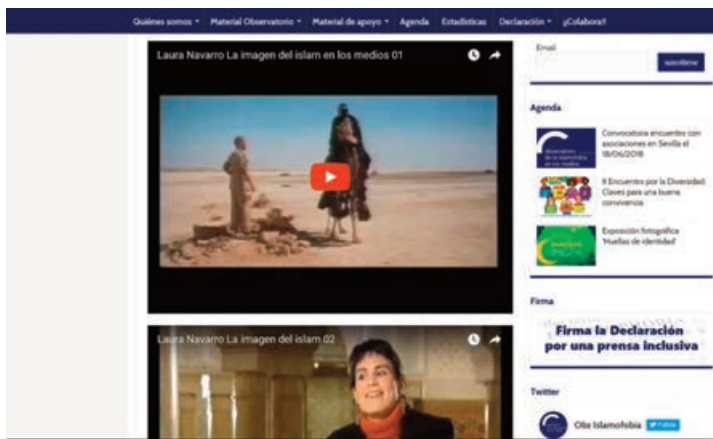 Quiénes somos Material Observatorio Material de apoyo Agenda Estadísticas Declaración ¡¡Colabora!!
Laura Navarro La imagen del islam en los medios 01
Laura Navarro La imagen del islam 02
Email
suscribirse
Agenda
Convocatoria encuentro con
asociaciones en Sevilla el
18/06/2018
II Encuentro por la Diversidad:
Claves para una buena
convivencia.
Exposición fotográfica
'Huellas de identidad'
Firma
Firma la Declaración
por una prensa inclusiva
Twitter
Obs Islamofobia